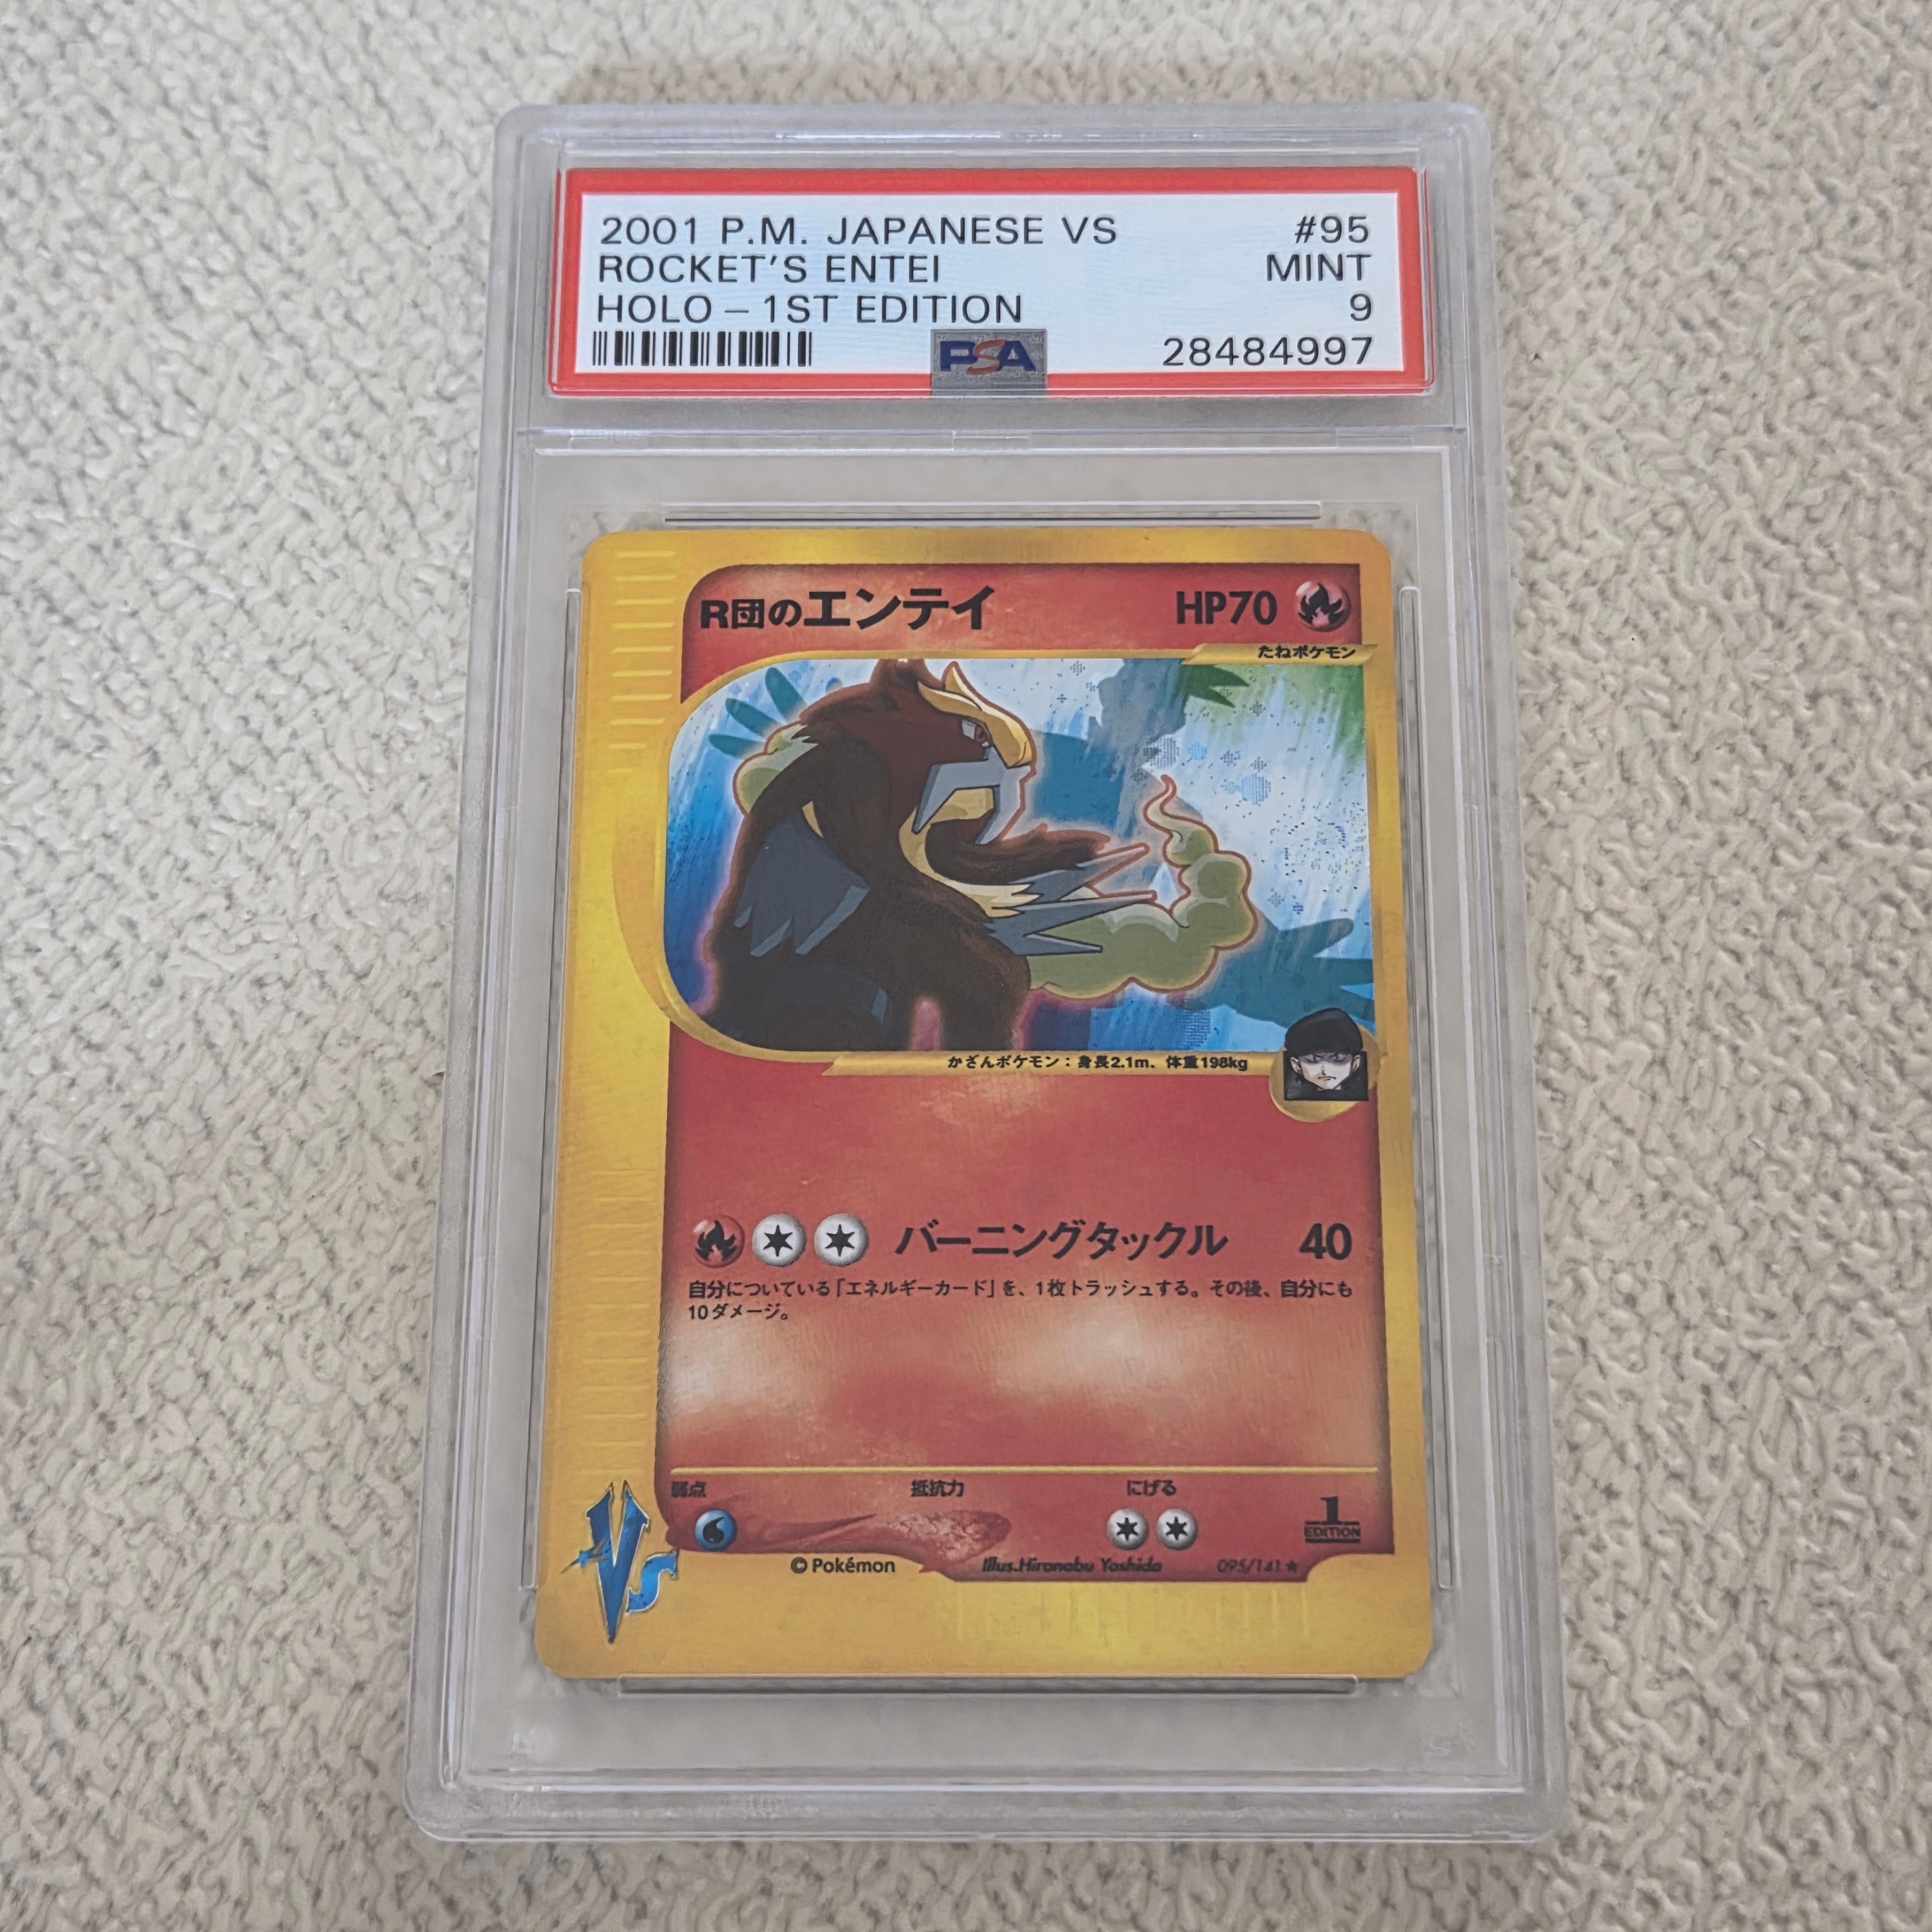 2001 P.M. JAPANESE VS #95
ROCKET'S ENTEI MINT
HOLO – 1ST EDITION 9
PSA 28484997
R団のエンテイ HP70
たねポケモン
かざんポケモン：身長2.1m、体重198kg
バーニングタックル 40
自分についている「エネルギーカード」を、1枚トラッシュする。その後、自分にも
10ダメージ。
弱点 抵抗力 にげる
1
EDITION
VS
© Pokémon Illus.Hironobu Yoshida 095/141★